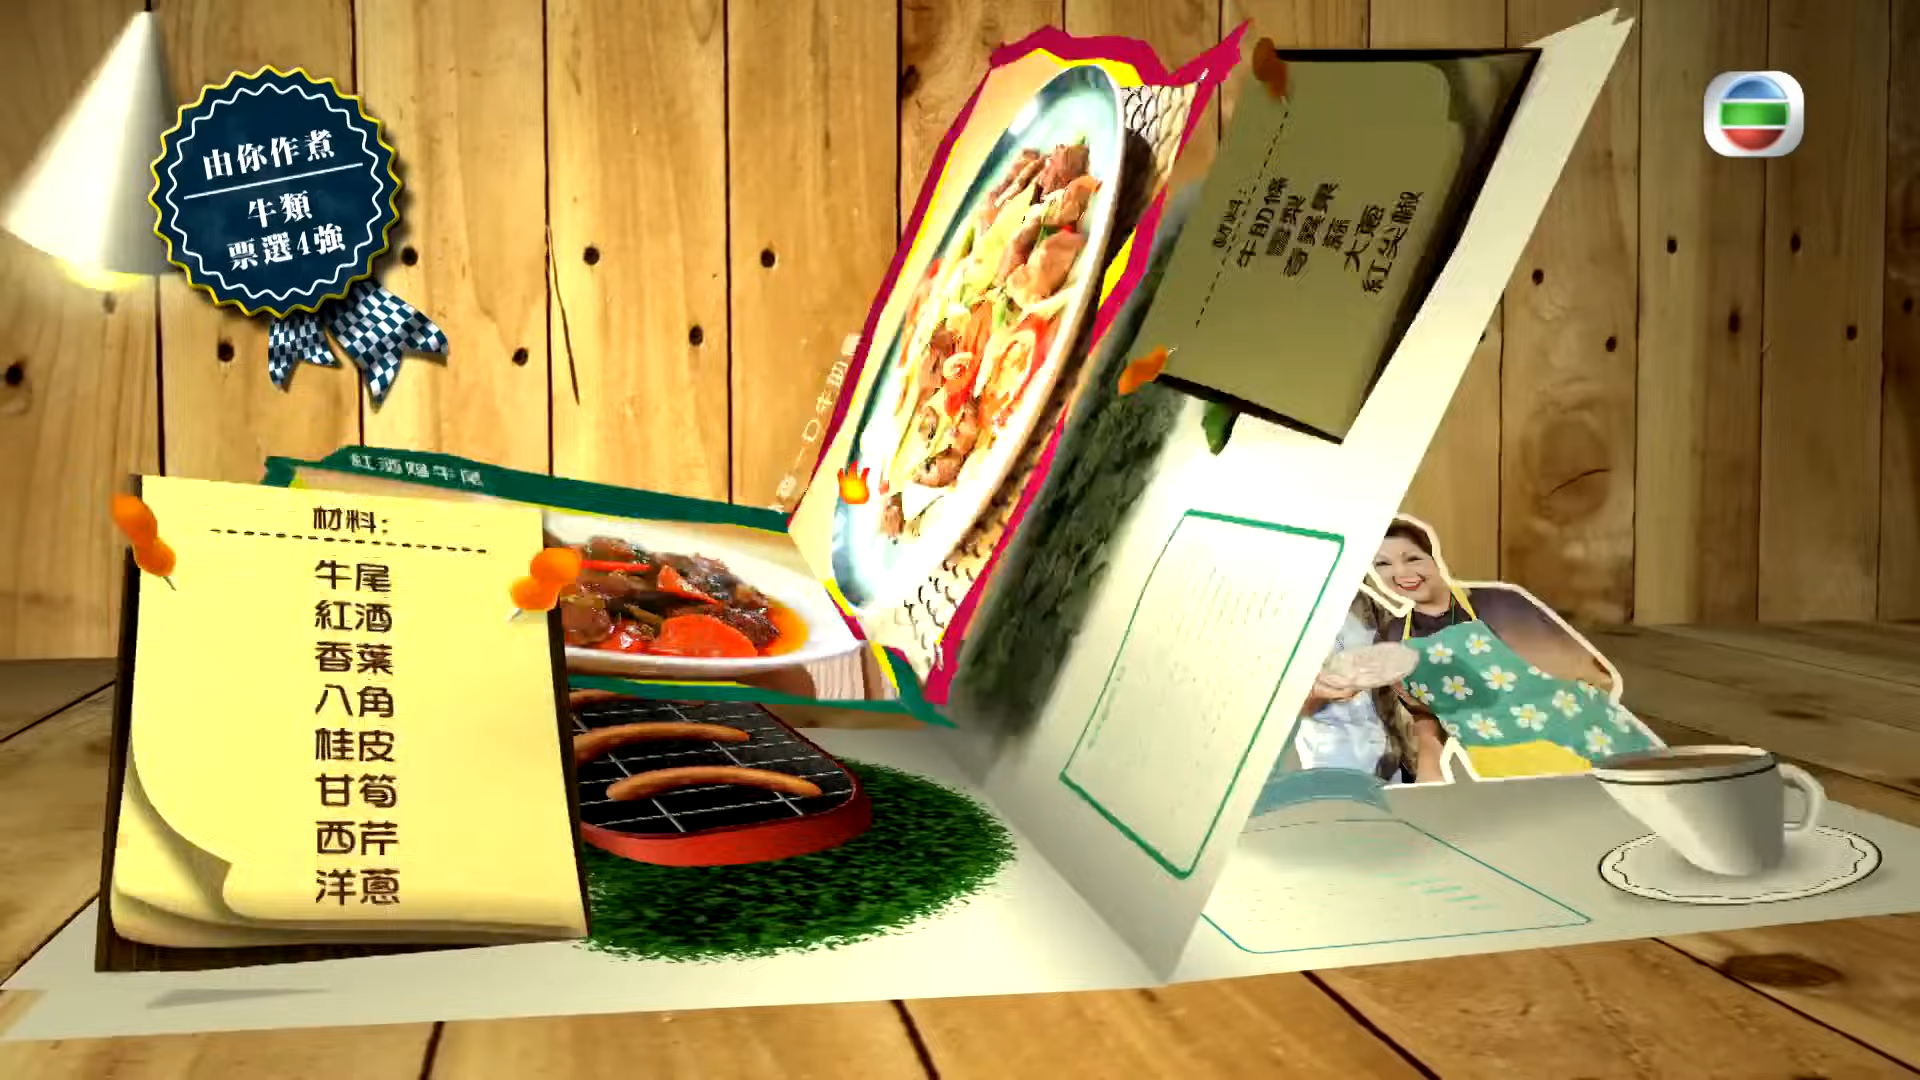 由你作煮
牛類
票選4強
紅酒燴牛尾
材料:
牛尾
紅酒
香葉
八角
桂皮
甘筍
西芹
洋蔥
材料:
牛肋條
大蔥
紅尖椒